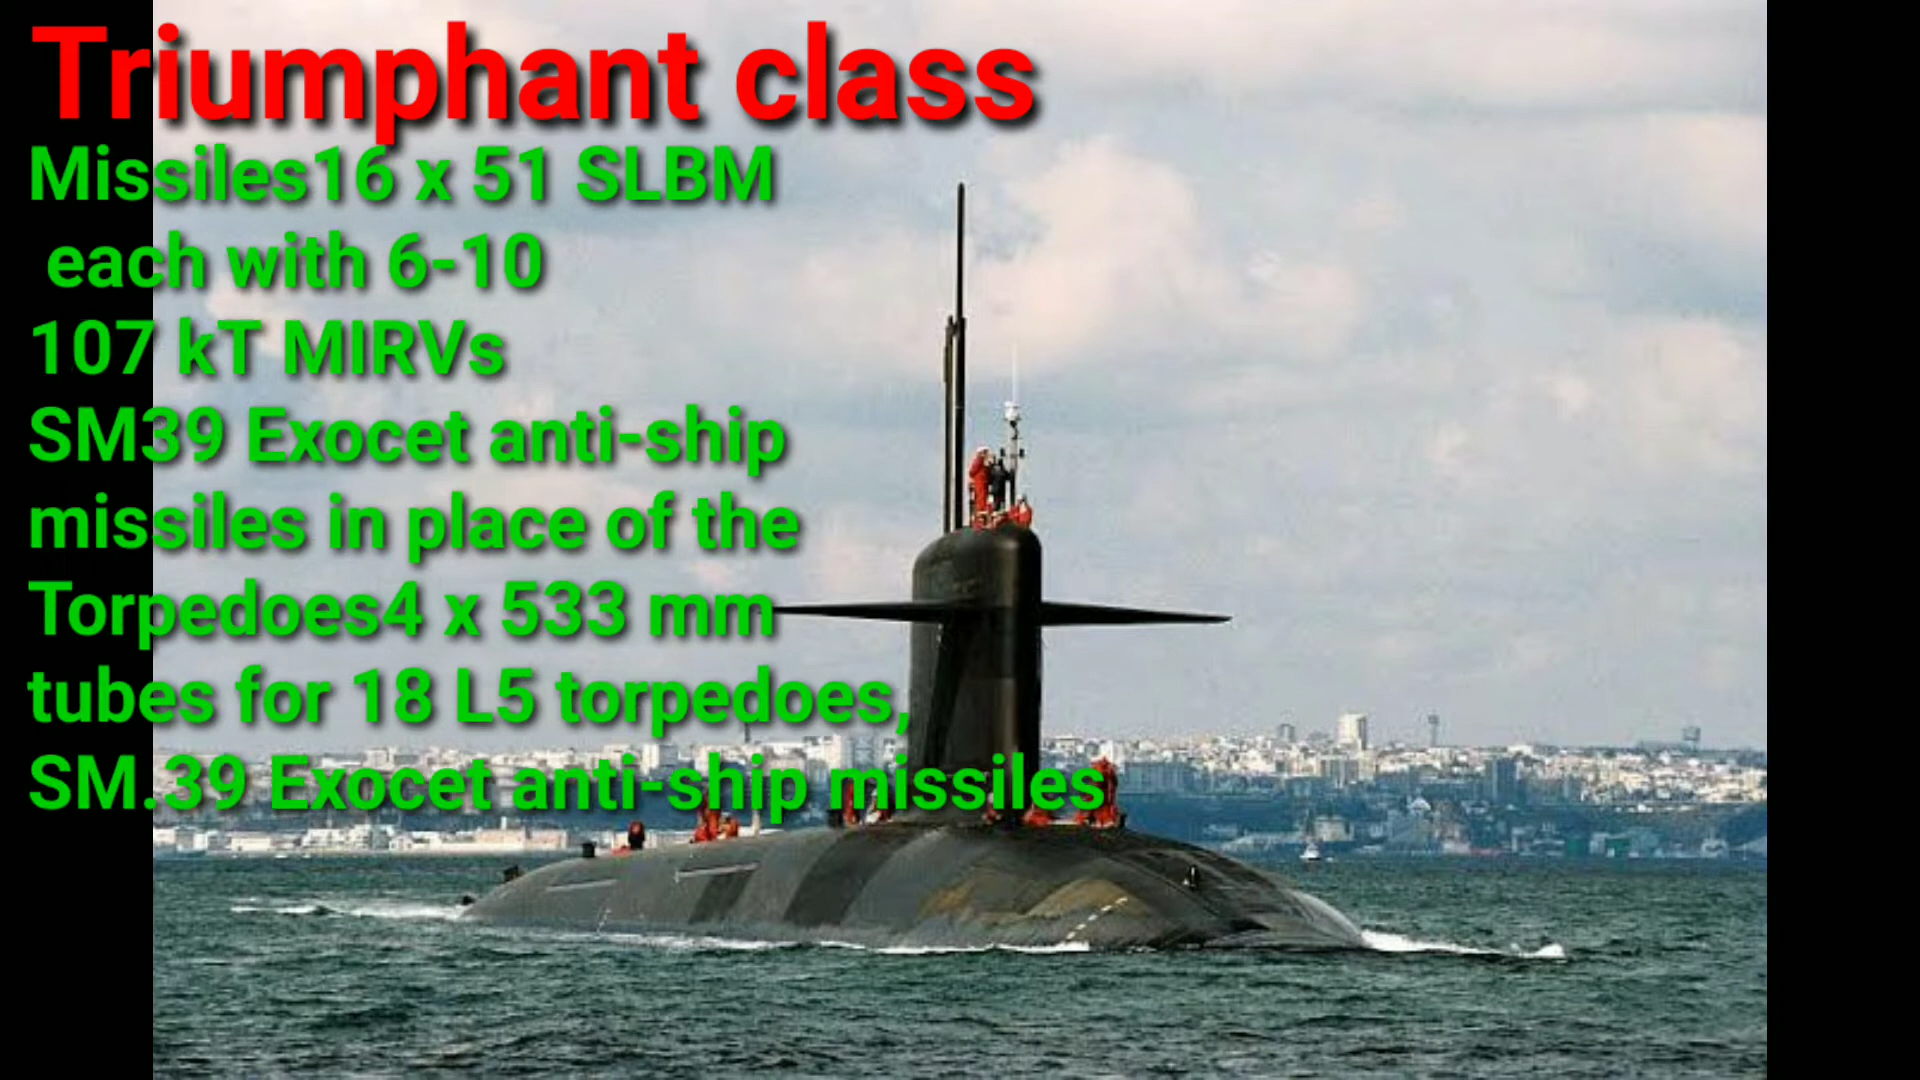 Triumphant class
Missiles16 x 51 SLBM
each with 6-10
107 kT MIRVs
SM39 Exocet anti-ship
missiles in place of the
Torpedoes4 x 533 mm
tubes for 18 L5 torpedoes,
SM.39 Exocet anti-ship missiles